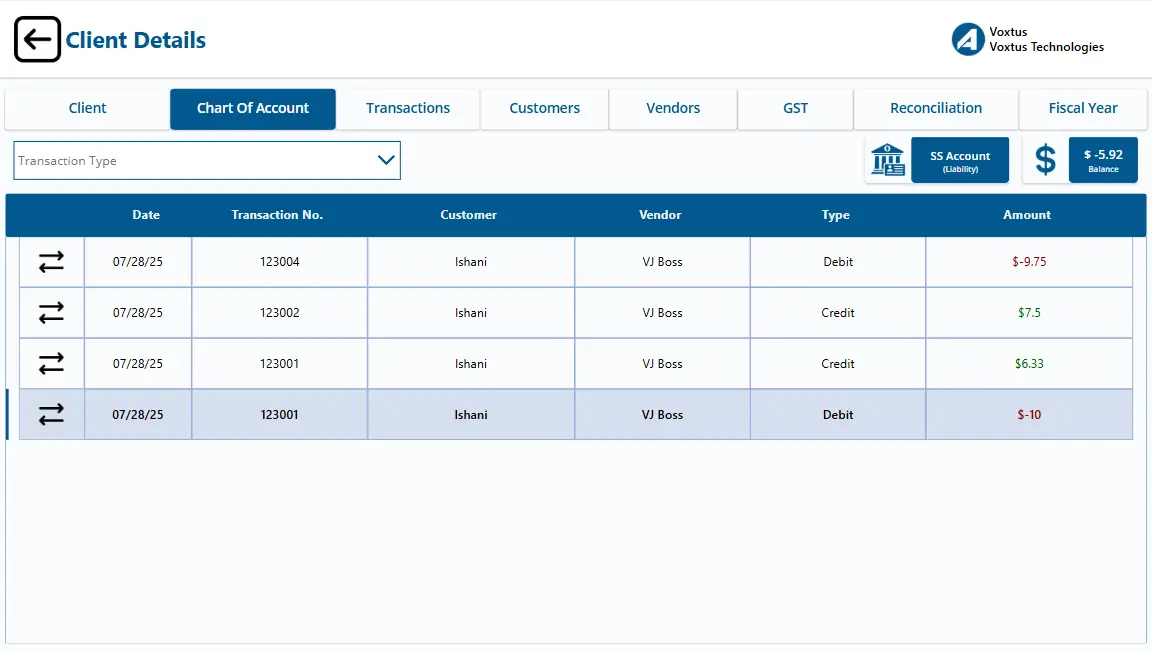 Client Details
Voxtus
Voxtus Technologies
Client Chart Of Account Transactions Customers Vendors GST Reconciliation Fiscal Year
Transaction Type
SS Account
(Liability)
$ -5.92
Balance
Date Transaction No. Customer Vendor Type Amount
07/28/25 123004 Ishani VJ Boss Debit $-9.75
07/28/25 123002 Ishani VJ Boss Credit $7.5
07/28/25 123001 Ishani VJ Boss Credit $6.33
07/28/25 123001 Ishani VJ Boss Debit $-10